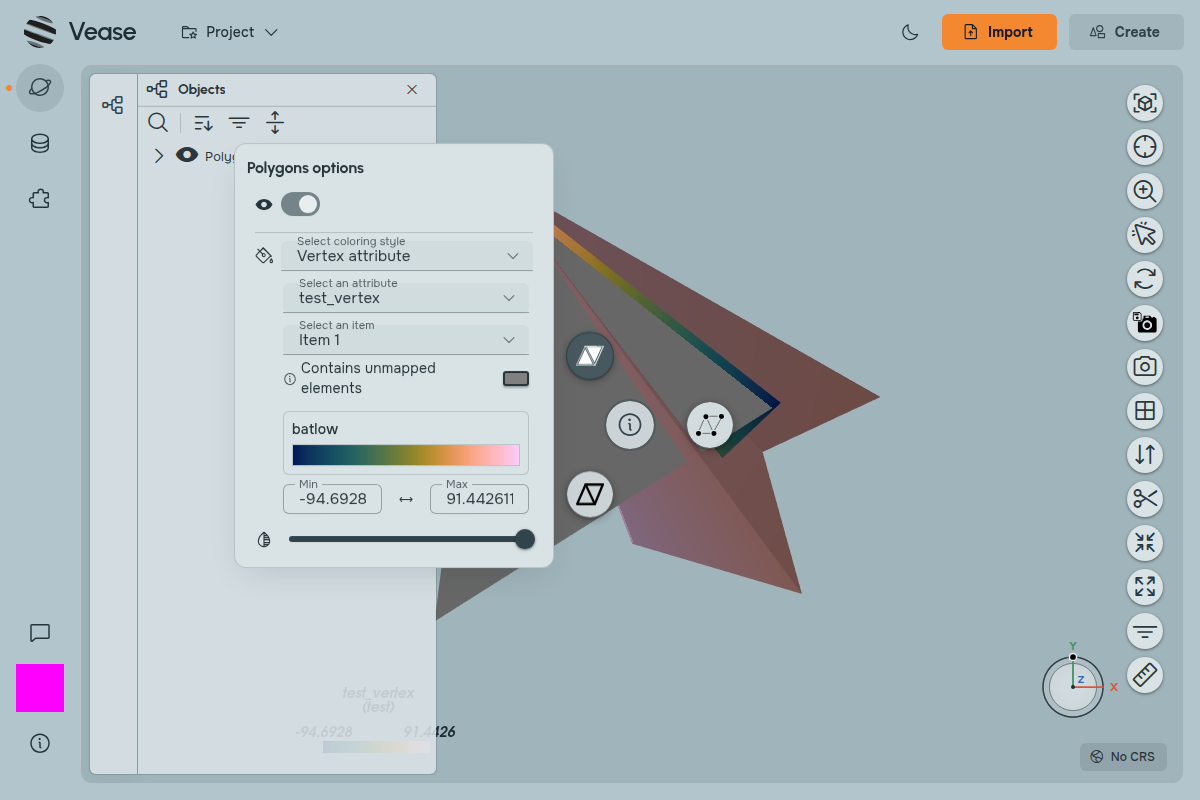 Vease
Project
Import
Create
Objects
Polygons options
Select coloring style
Vertex attribute
Select an attribute
test_vertex
Select an item
Item 1
Contains unmapped
elements
batlow
Min
-94.6928
Max
91.442611
test_vertex
(test)
-94.6928
91,4426
Y
Z
X
No CRS